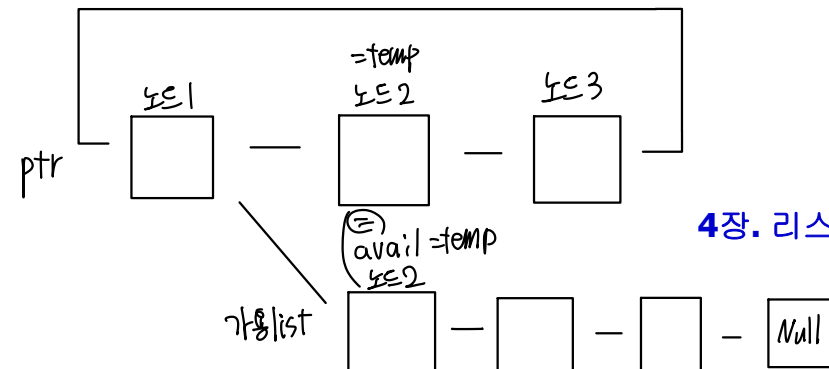 =temp
노드1
노드2
노드3
ptr
=
4장. 리스
avail =temp
노드2
가용list
Null